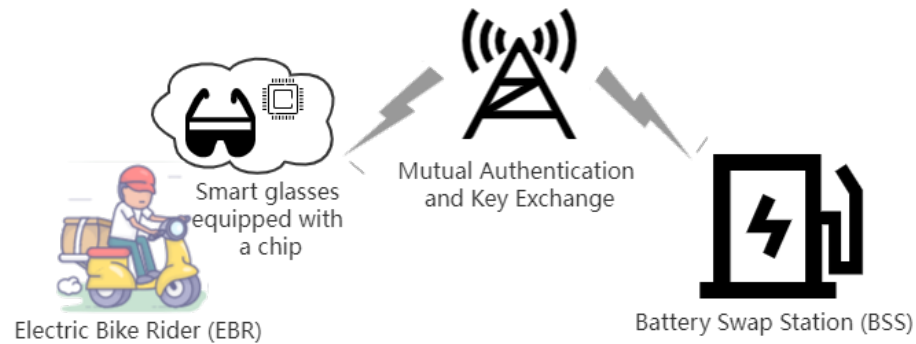 Mutual Authentication
and Key Exchange
Smart glasses
equipped with
a chip
Electric Bike Rider (EBR)
Battery Swap Station (BSS)